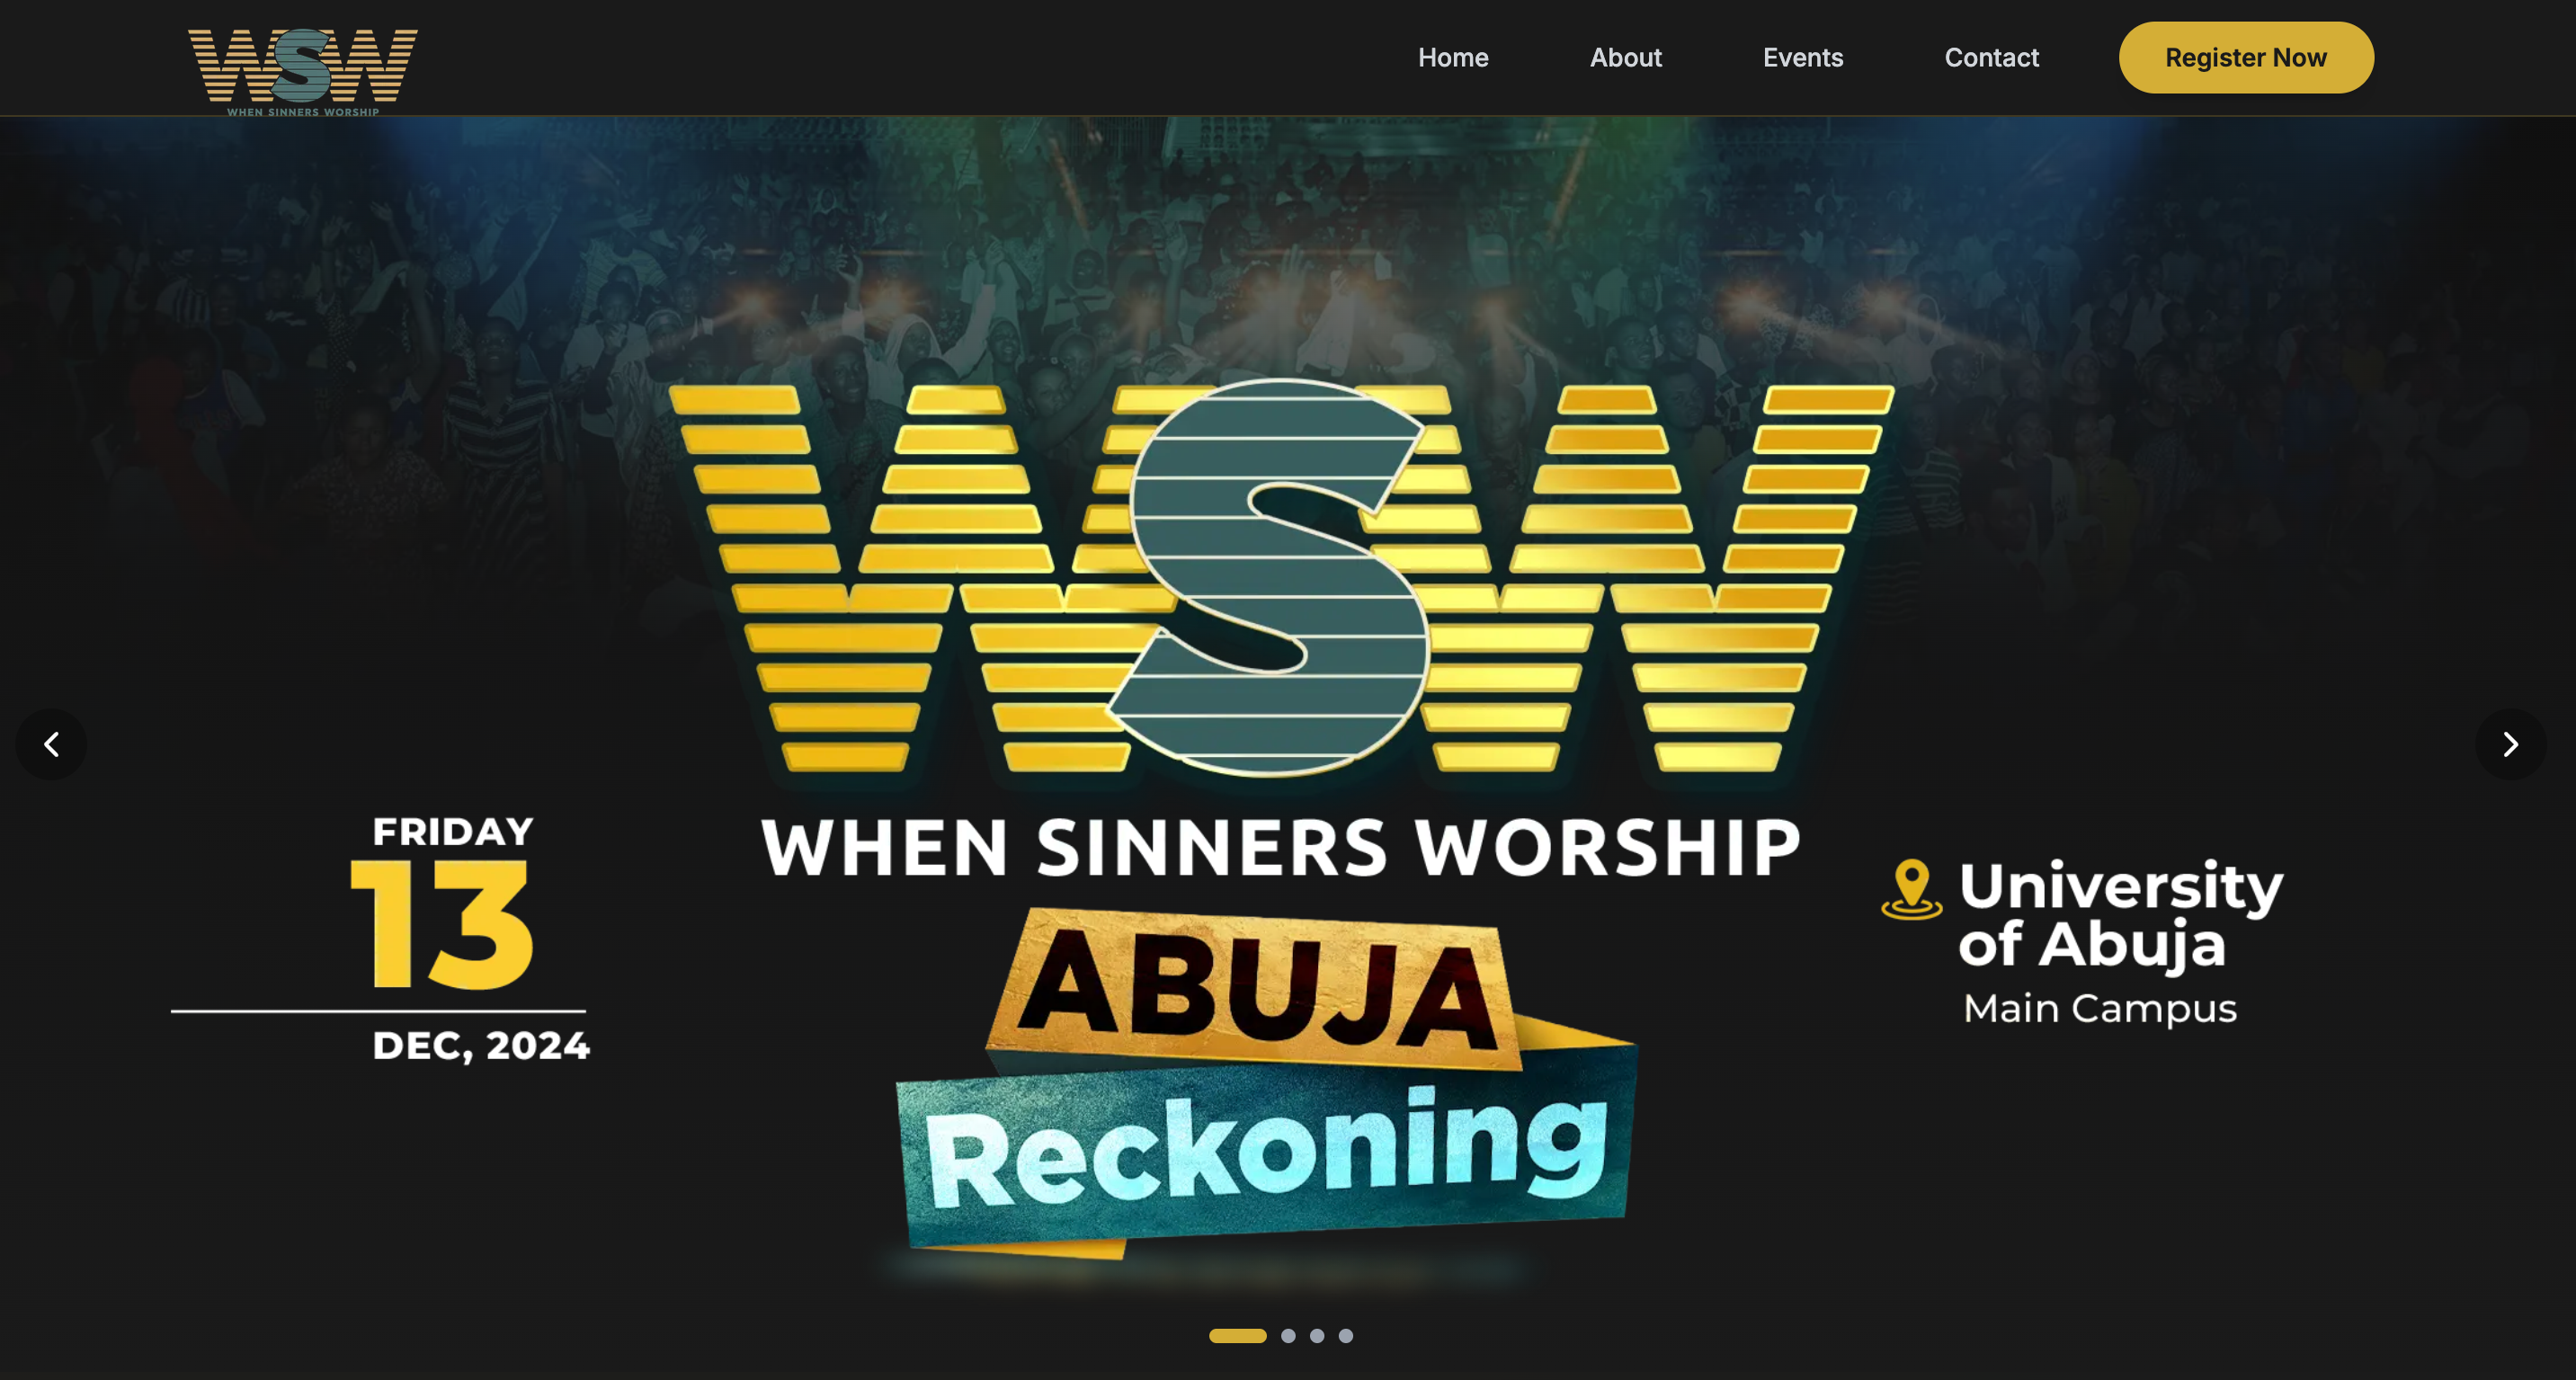 WSW
WHEN SINNERS WORSHIP
Home
About
Events
Contact
Register Now
WSW
WHEN SINNERS WORSHIP
FRIDAY
13
DEC, 2024
ABUJA
Reckoning
University
of Abuja
Main Campus